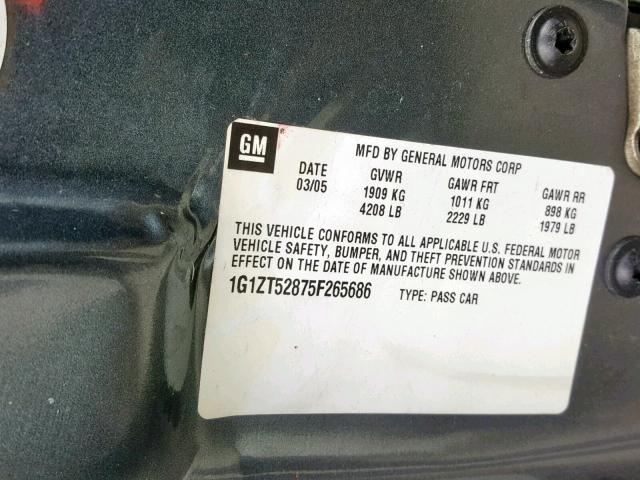 GM
MFD BY GENERAL MOTORS CORP
DATE GVWR GAWR FRT GAWR RR
03/05 1909 KG 1011 KG 898 KG
4208 LB 2229 LB 1979 LB
THIS VEHICLE CONFORMS TO ALL APPLICABLE U.S. FEDERAL MOTOR
VEHICLE SAFETY, BUMPER, AND THEFT PREVENTION STANDARDS IN
EFFECT ON THE DATE OF MANUFACTURE SHOWN ABOVE.
1G1ZT52875F265686 TYPE: PASS CAR